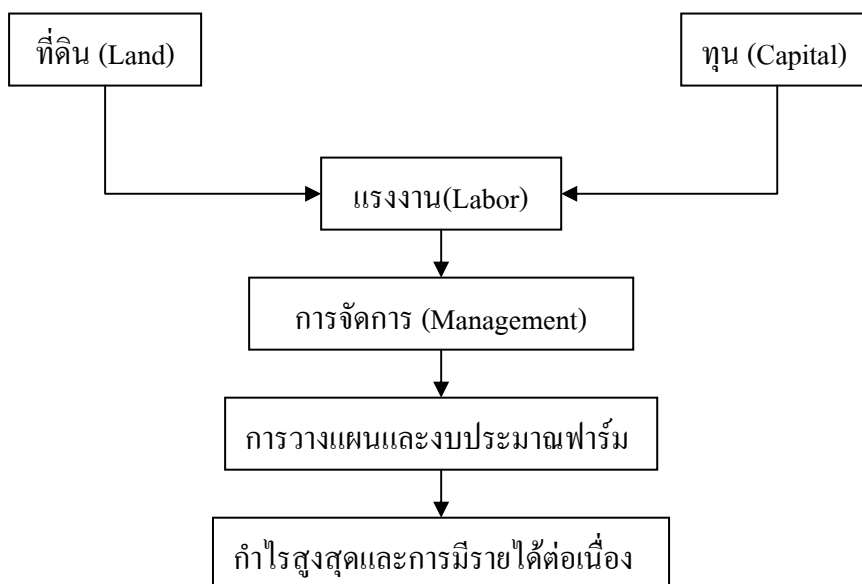 ที่ดิน (Land)
ทุน (Capital)
แรงงาน(Labor)
การจัดการ (Management)
การวางแผนและงบประมาณฟาร์ม
กำไรสูงสุดและการมีรายได้ต่อเนื่อง